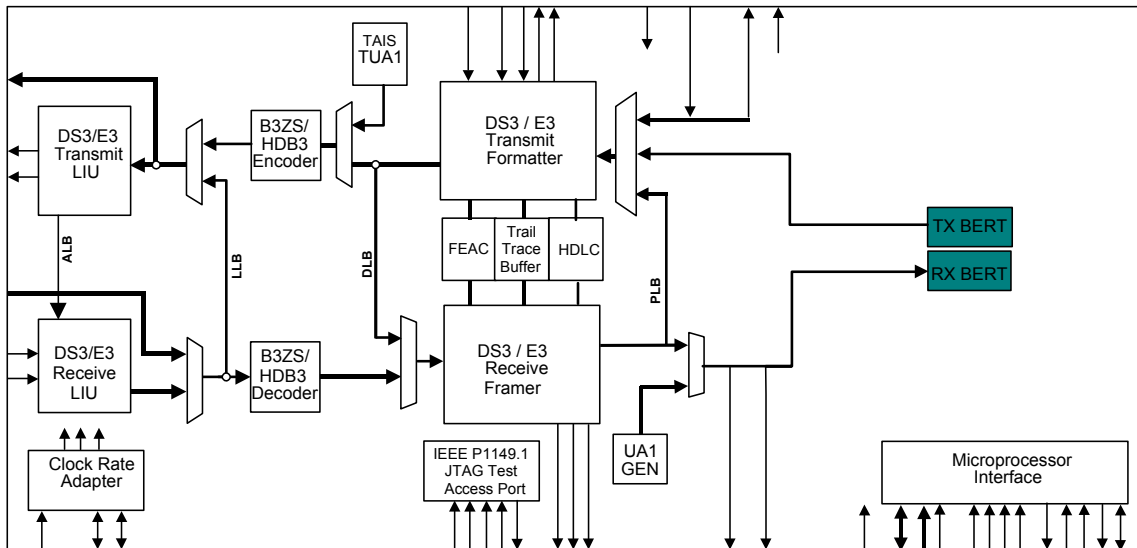 TAIS
TUA1
DS3/E3
Transmit
LIU
B3ZS/
HDB3
Encoder
DS3 / E3
Transmit
Formatter
TX BERT
RX BERT
FEAC
Trail
Trace
Buffer
HDLC
ALB
LLB
DLB
PLB
DS3/E3
Receive
LIU
B3ZS/
HDB3
Decoder
DS3 / E3
Receive
Framer
Clock Rate
Adapter
IEEE P1149.1
JTAG Test
Access Port
UA1
GEN
Microprocessor
Interface